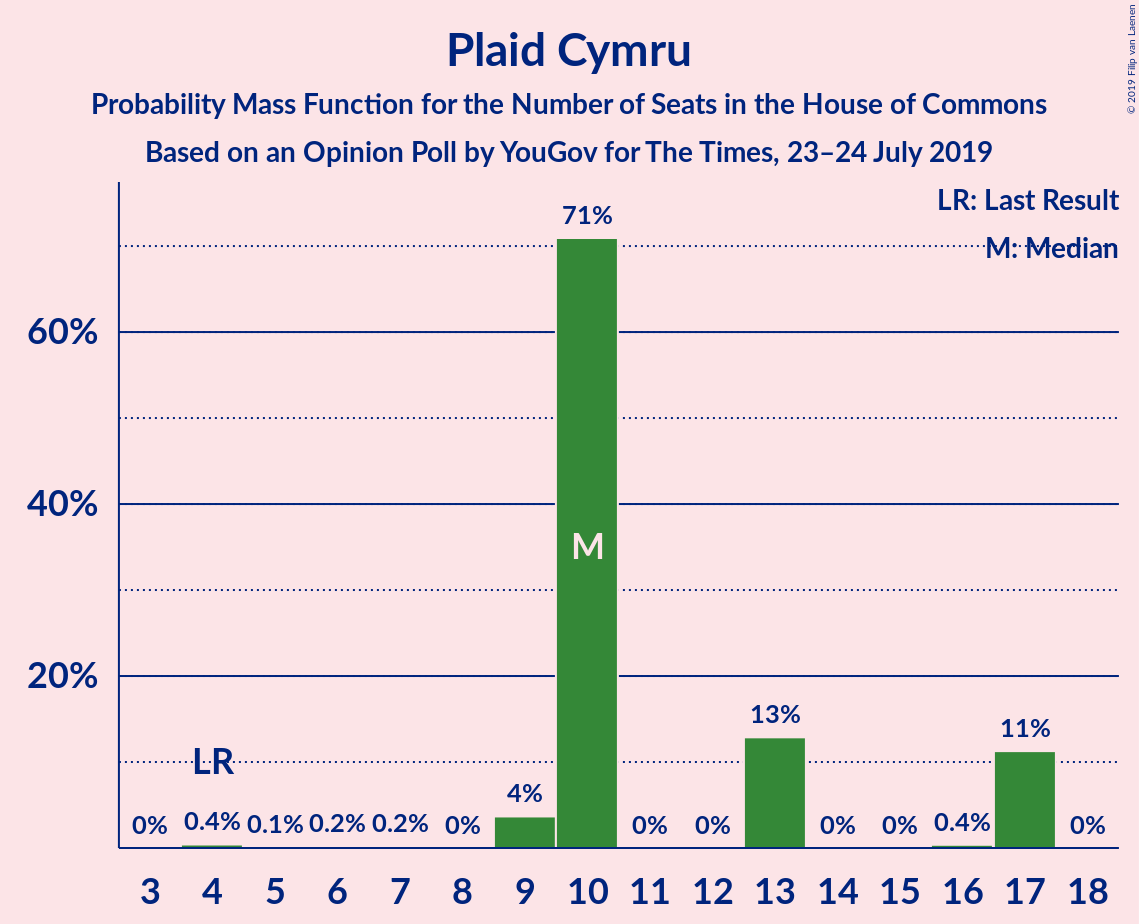 Plaid Cymru
Probability Mass Function for the Number of Seats in the House of Commons
Based on an Opinion Poll by YouGov for The Times, 23–24 July 2019
© 2019 Filip van Laenen
LR: Last Result
M: Median
60%
40%
20%
0%
LR
0.4%
0.1%
0.2%
0.2%
0%
4%
71%
M
0%
0%
13%
0%
0%
0.4%
11%
0%
3 4 5 6 7 8 9 10 11 12 13 14 15 16 17 18